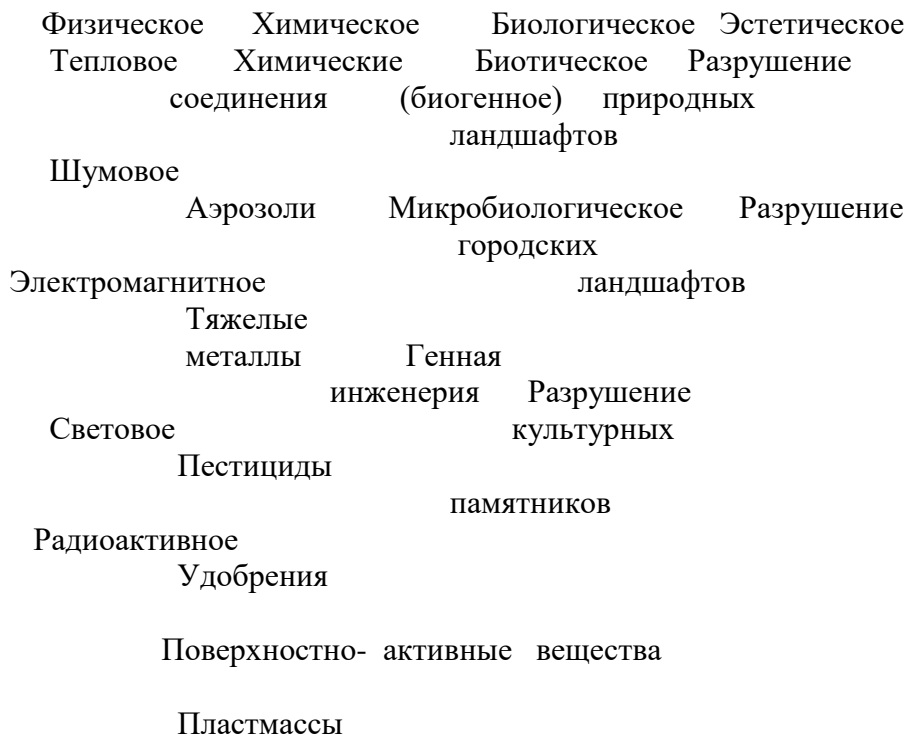 Физическое Химическое Биологическое Эстетическое
Тепловое Химические Биотическое Разрушение
соединения (биогенное) природных
ландшафтов
Шумовое
Аэрозоли Микробиологическое Разрушение
городских
Электромагнитное ландшафтов
Тяжелые
металлы Генная
инженерия Разрушение
Световое культурных
Пестициды
памятников
Радиоактивное
Удобрения
Поверхностно- активные вещества
Пластмассы